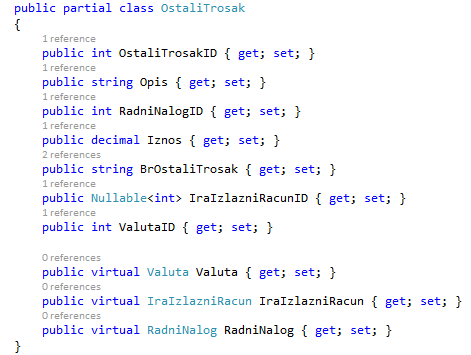 public partial class OstaliTrosak
{
1 reference
public int OstaliTrosakID { get; set; }
1 reference
public string Opis { get; set; }
1 reference
public int RadniNalogID { get; set; }
1 reference
public decimal Iznos { get; set; }
2 references
public string BrOstaliTrosak { get; set; }
1 reference
public Nullable<int> IraIzlazniRacunID { get; set; }
1 reference
public int ValutaID { get; set; }
0 references
public virtual Valuta Valuta { get; set; }
0 references
public virtual IraIzlazniRacun IraIzlazniRacun { get; set; }
0 references
public virtual RadniNalog RadniNalog { get; set; }
}